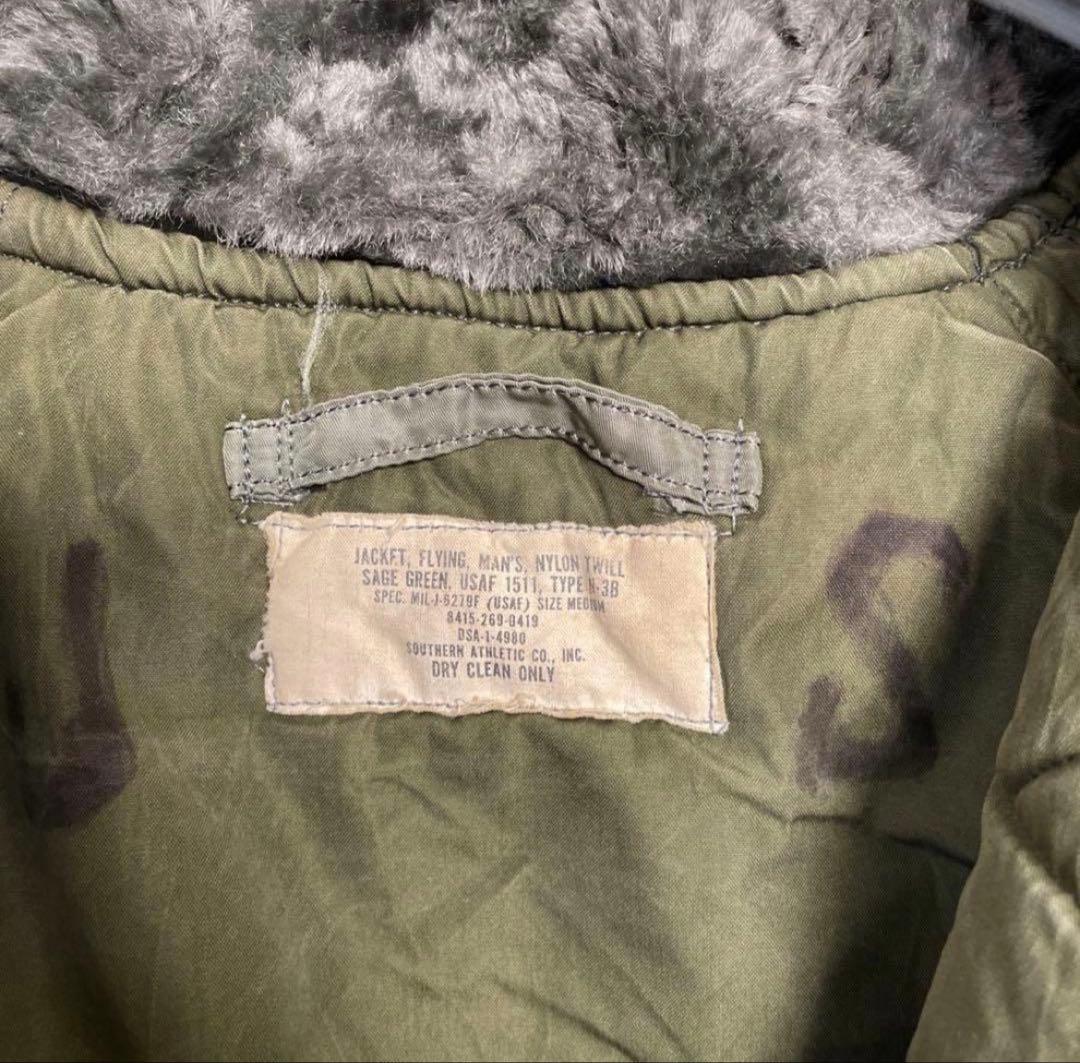 JACKET, FLYING, MAN'S, NYLON TWILL
SAGE GREEN, USAF 1511, TYPE N-3B
SPEC. MIL-J-6279F (USAF) SIZE MEDIUM
8415-269-0419
DSA-1-4980
SOUTHERN ATHLETIC CO., INC.
DRY CLEAN ONLY
J S